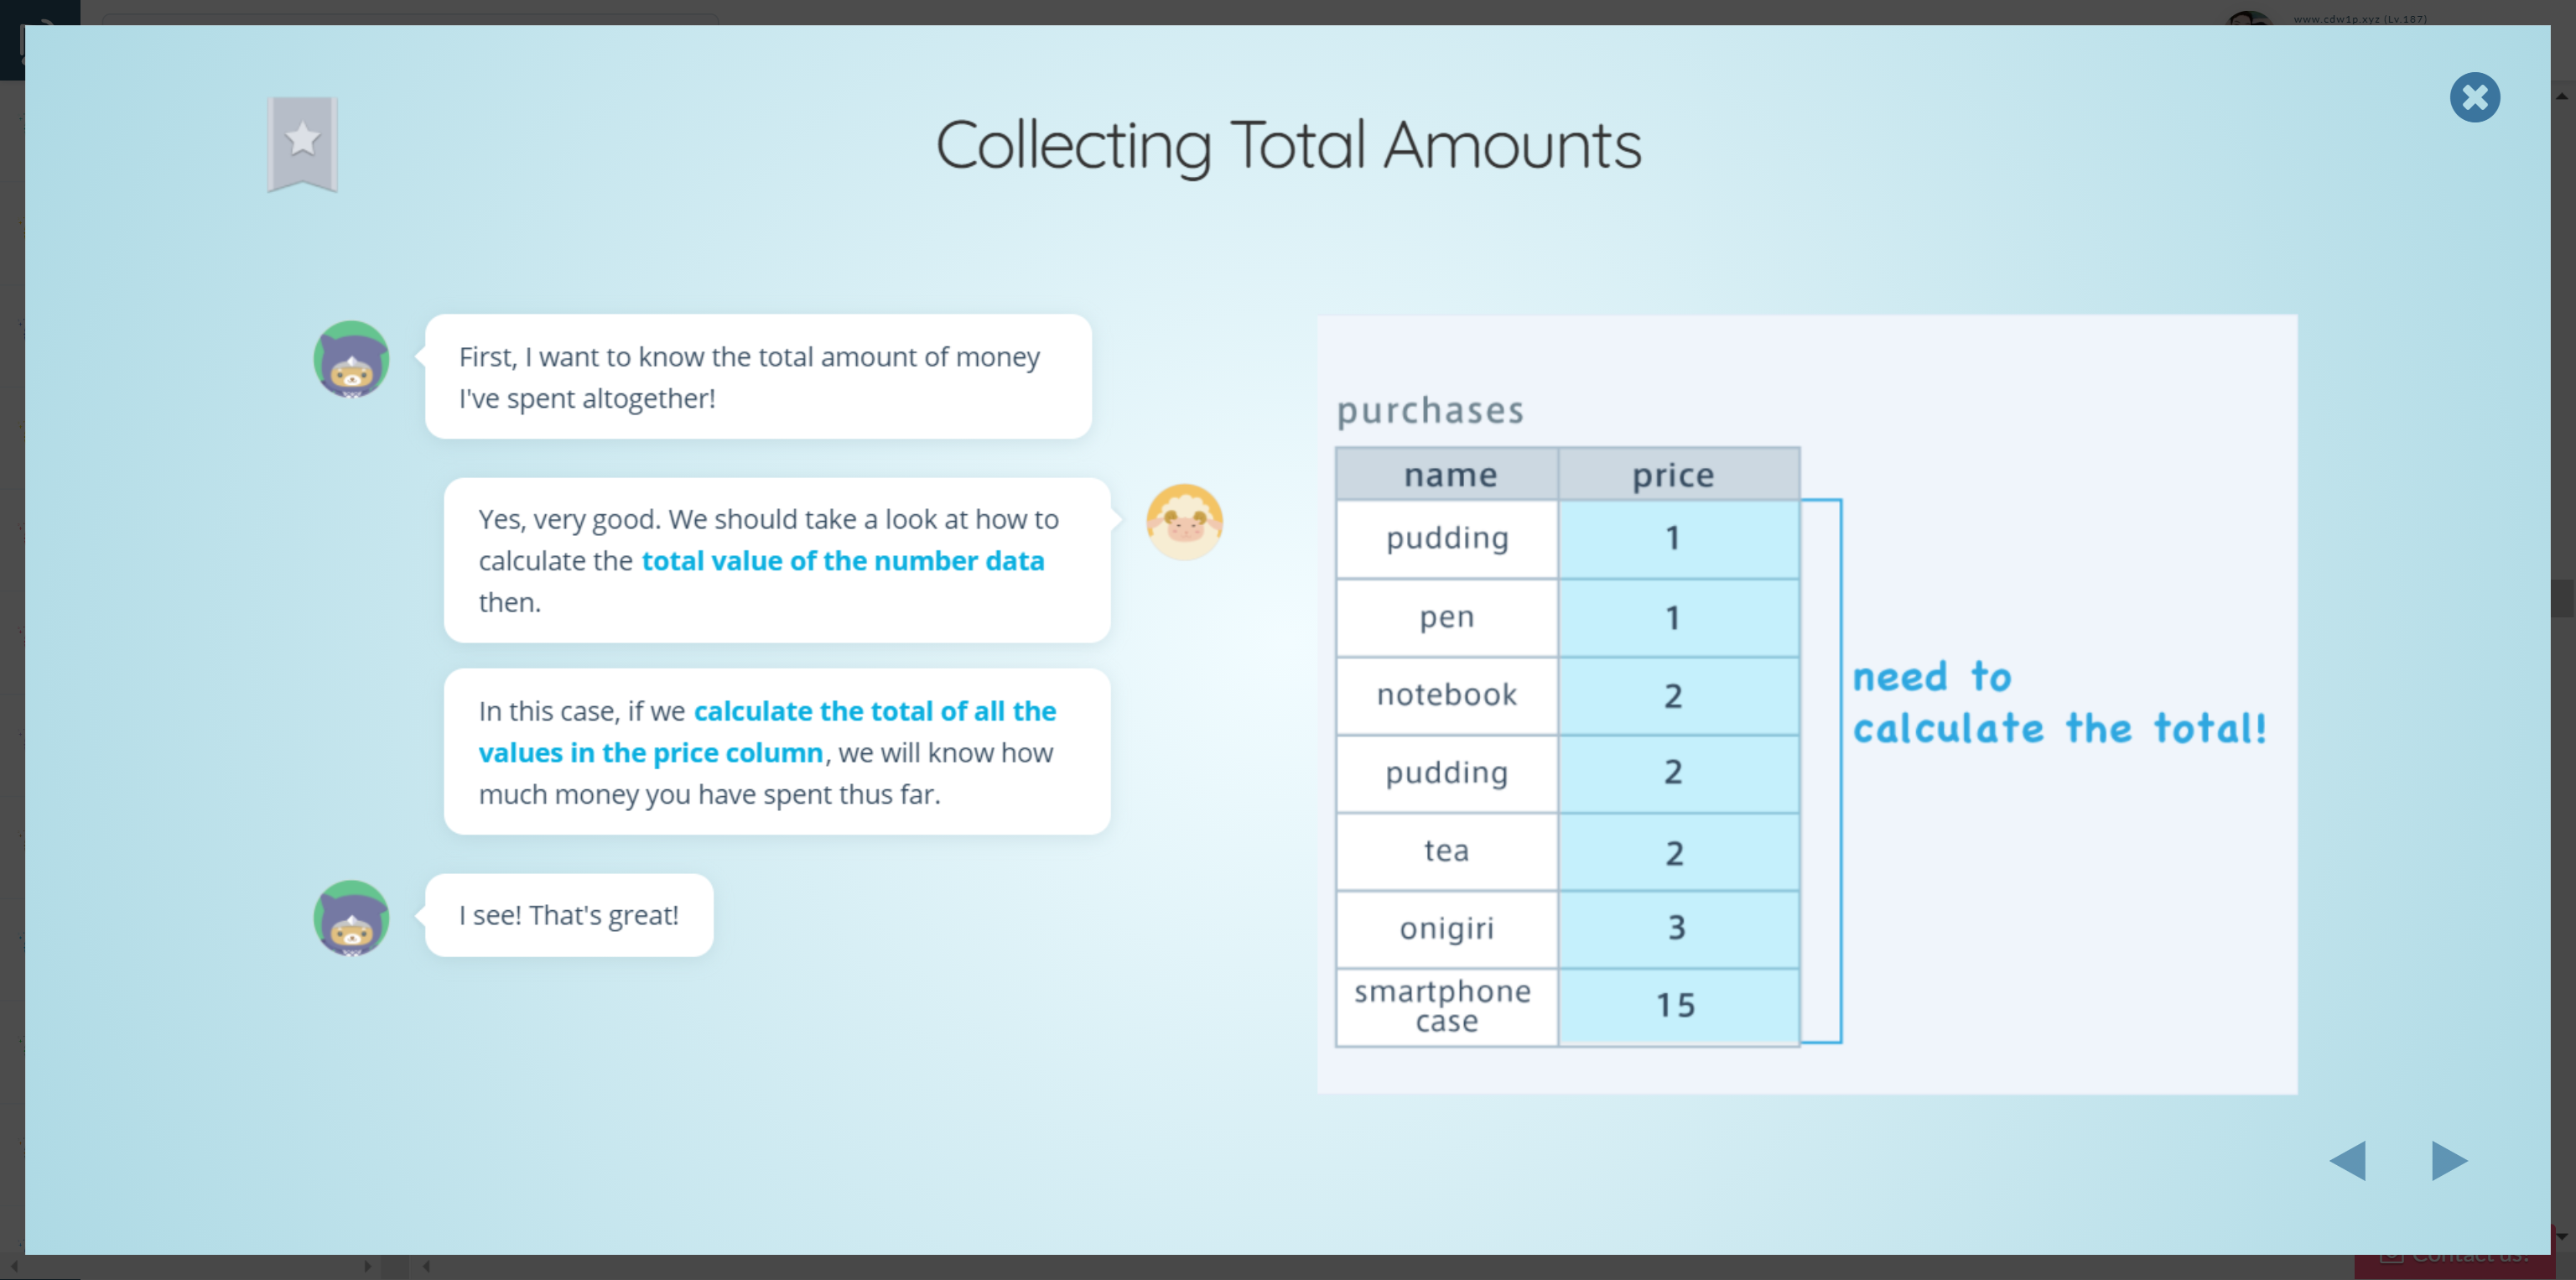 www.cdw1p.xyz (Lv.187)
Collecting Total Amounts
First, I want to know the total amount of money
I've spent altogether!
Yes, very good. We should take a look at how to
calculate the total value of the number data
then.
In this case, if we calculate the total of all the
values in the price column, we will know how
much money you have spent thus far.
I see! That's great!
purchases
name price
pudding 1
pen 1
notebook 2
pudding 2
tea 2
onigiri 3
smartphone
case 15
need to
calculate the total!
Contact us!